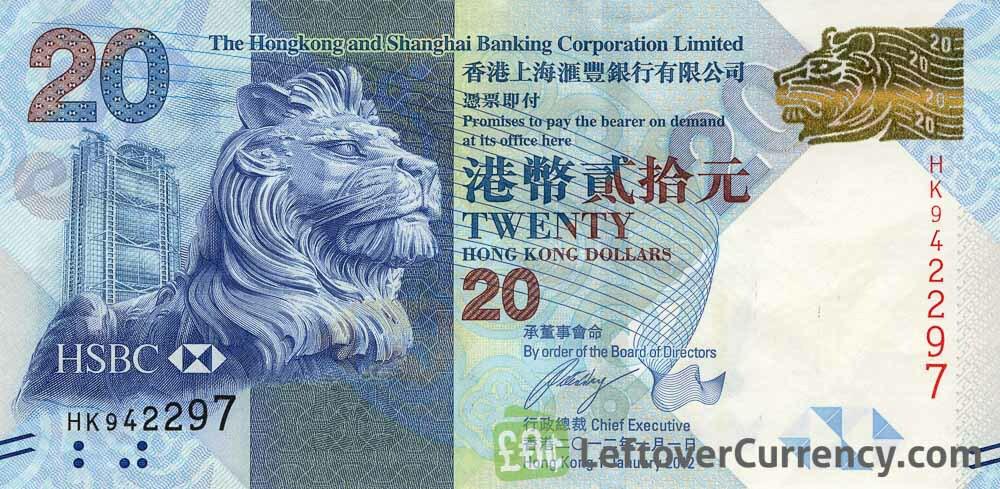 20
The Hongkong and Shanghai Banking Corporation Limited
香港上海滙豐銀行有限公司
憑票即付
Promises to pay the bearer on demand
at its office here
港幣貳拾元
TWENTY
HONG KONG DOLLARS
20
承董事會命
By order of the Board of Directors
行政總裁 Chief Executive
香港二〇一二年一月一日
Hong Kong 1 January 2012
HSBC
HK942297
20
20
20
20
HK942297
££
LeftoverCurrency.com